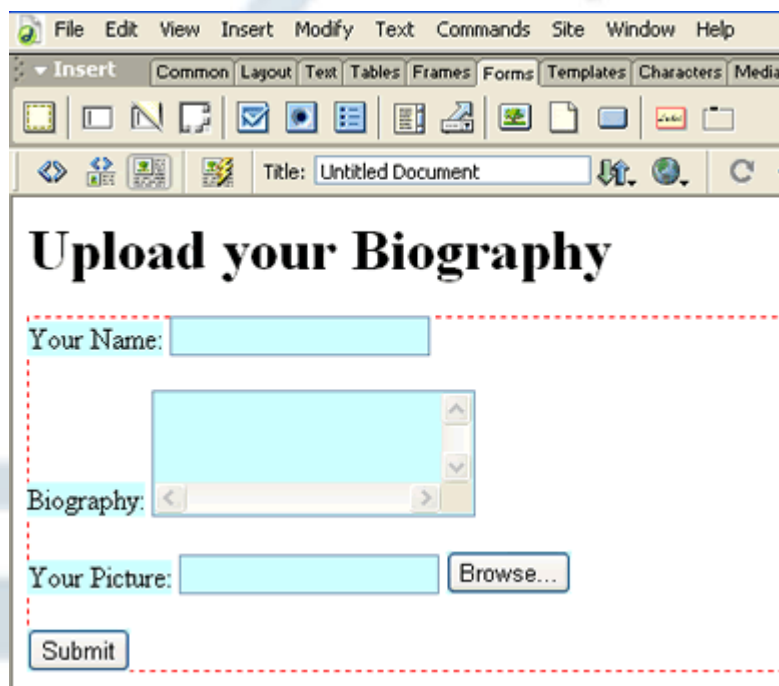 File Edit View Insert Modify Text Commands Site Window Help
Insert Common Layout Text Tables Frames Forms Templates Characters Media
Title: Untitled Document
Upload your Biography
Your Name:
Biography:
Your Picture: Browse...
Submit